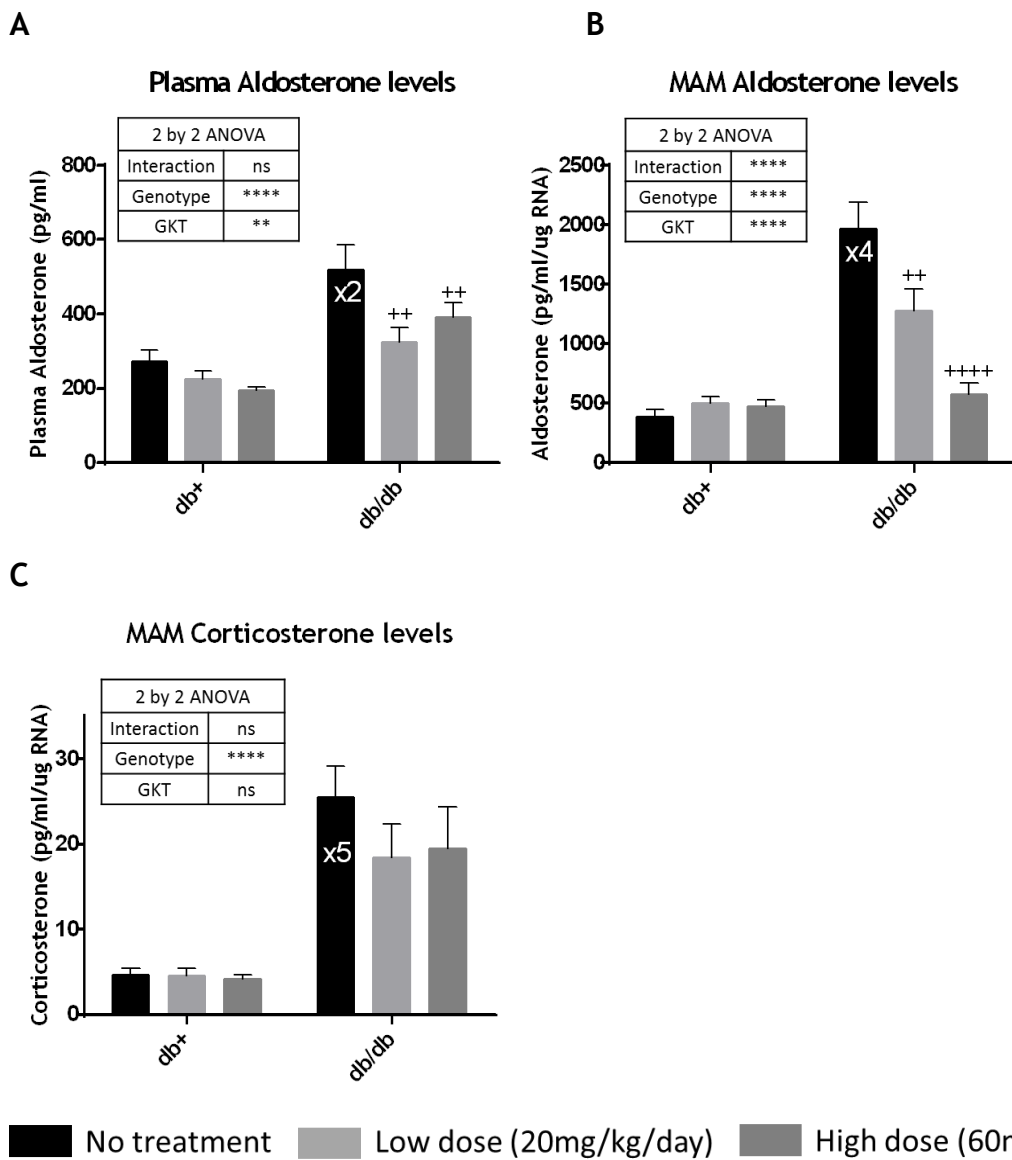 A
Plasma Aldosterone levels
2 by 2 ANOVA
Interaction ns
Genotype ****
GKT **
Plasma Aldosterone (pg/ml)
800
600
400
200
0
x2
++
++
db+
db/db
B
MAM Aldosterone levels
2 by 2 ANOVA
Interaction ****
Genotype ****
GKT ****
Aldosterone (pg/ml/ug RNA)
2500
2000
1500
1000
500
0
x4
++
++++
db+
db/db
C
MAM Corticosterone levels
2 by 2 ANOVA
Interaction ns
Genotype ****
GKT ns
Corticosterone (pg/ml/ug RNA)
30
20
10
0
x5
db+
db/db
No treatment Low dose (20mg/kg/day) High dose (60